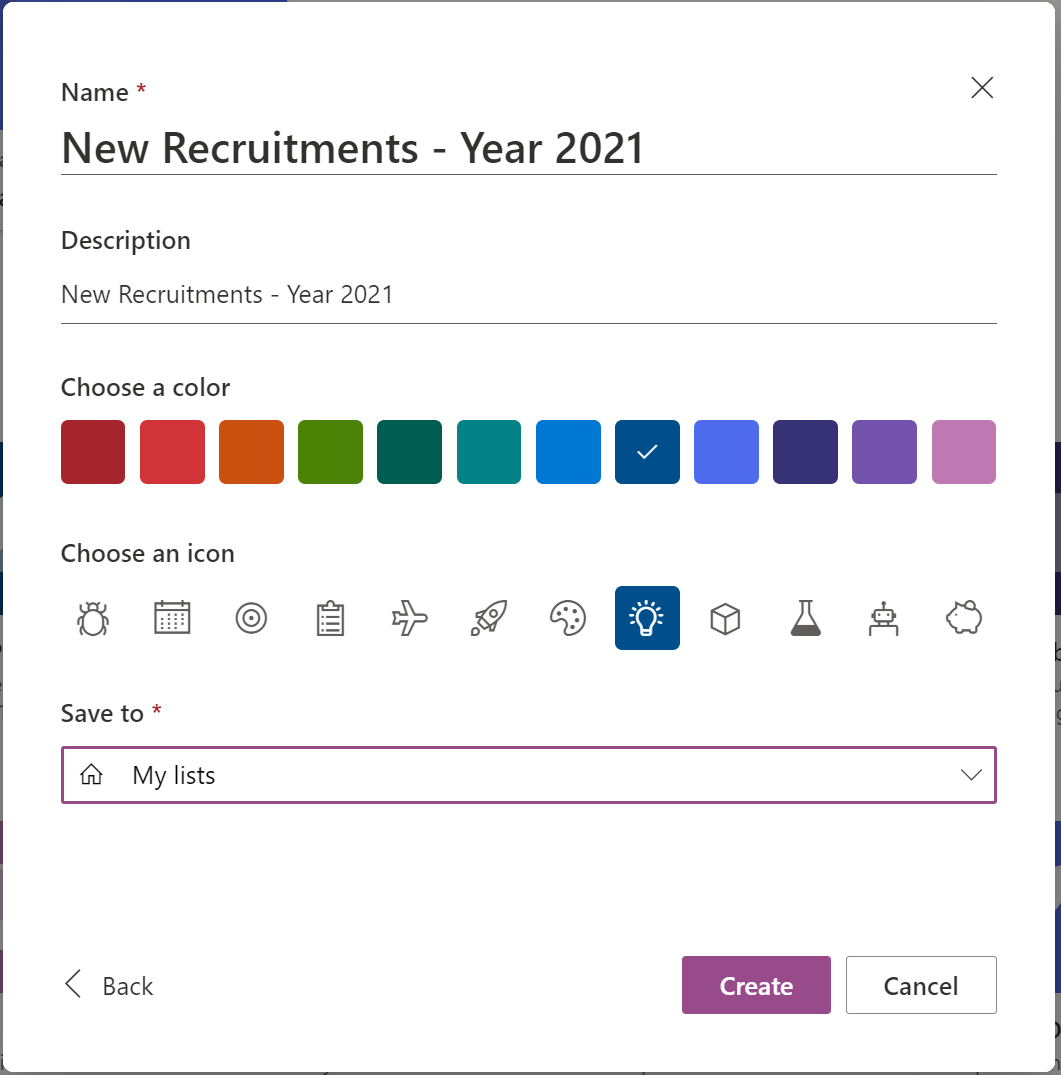 Name *
New Recruitments - Year 2021
Description
New Recruitments - Year 2021
Choose a color
Choose an icon
Save to *
My lists
Back
Create
Cancel